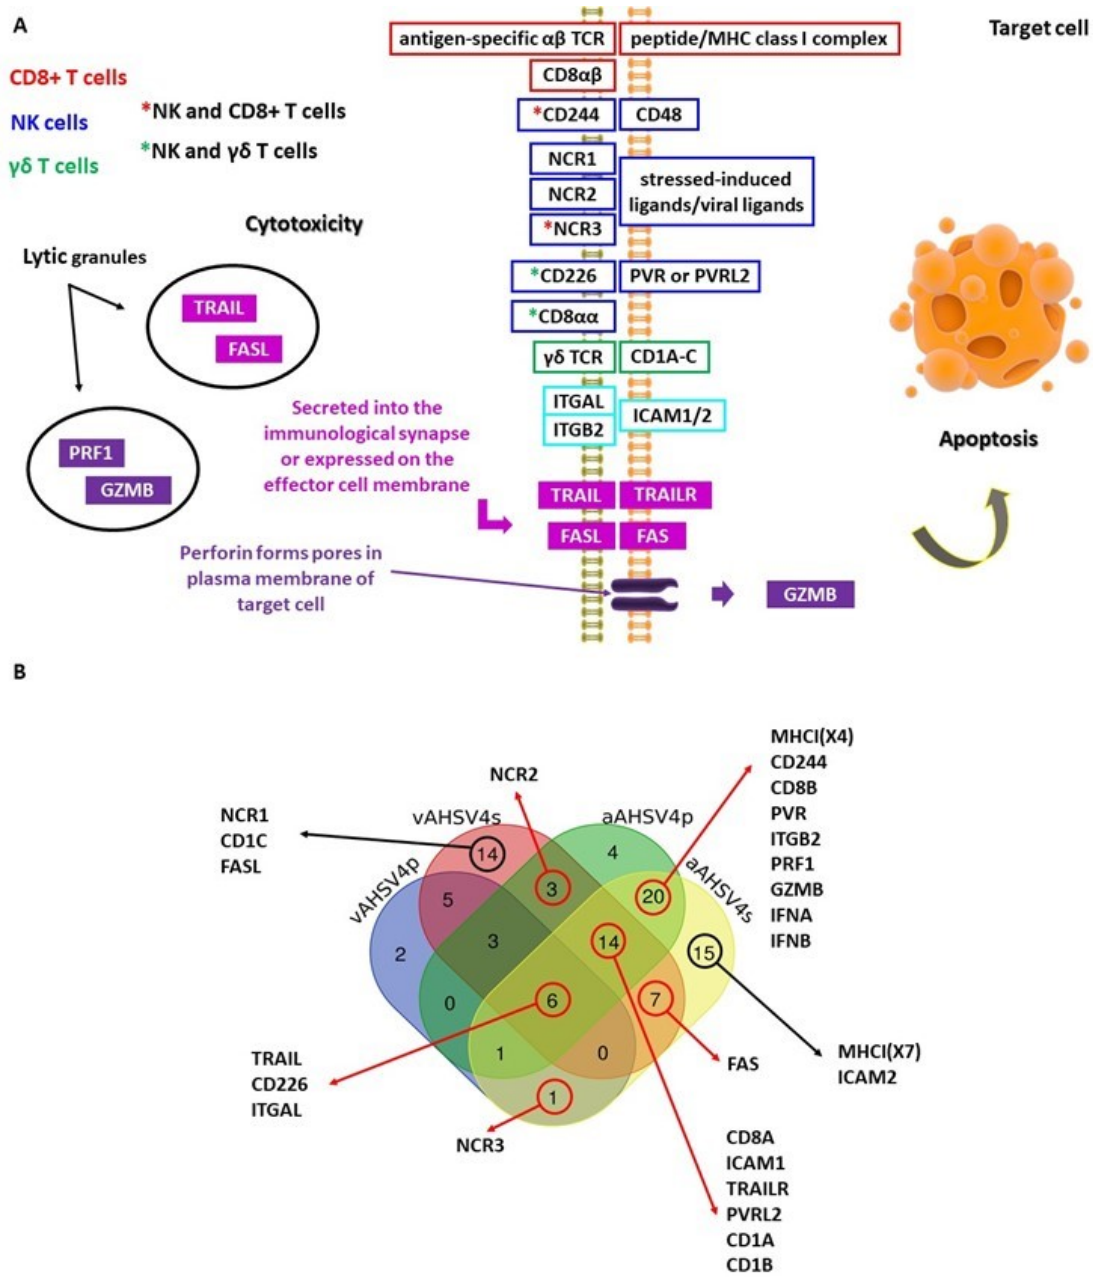 A
Target cell
antigen-specific αβ TCR
peptide/MHC class I complex
CD8+ T cells
CD8αβ
*NK and CD8+ T cells
NK cells
*CD244
CD48
*NK and γδ T cells
γδ T cells
NCR1
NCR2
*NCR3
stressed-induced
ligands/viral ligands
Cytotoxicity
Lytic granules
TRAIL
FASL
*CD226
PVR or PVRL2
*CD8αα
γδ TCR
CD1A-C
ITGAL
ITGB2
ICAM1/2
PRF1
GZMB
Secreted into the
immunological synapse
or expressed on the
effector cell membrane
TRAIL
TRAILR
FASL
FAS
Apoptosis
Perforin forms pores in
plasma membrane of
target cell
GZMB
B
MHCI(X4)
CD244
CD8B
PVR
ITGB2
PRF1
GZMB
IFNA
IFNB
NCR2
NCR1
CD1C
FASL
vAHSV4p
vAHSV4s
aAHSV4p
aAHSV4s
14
4
5
3
20
2
3
14
15
0
6
7
1
0
1
TRAIL
CD226
ITGAL
NCR3
FAS
MHCI(X7)
ICAM2
CD8A
ICAM1
TRAILR
PVRL2
CD1A
CD1B